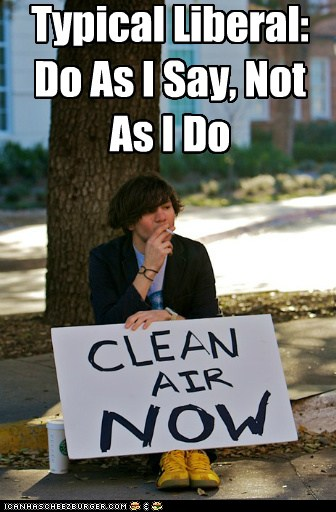 Typical Liberal:
Do As I Say, Not
As I Do
CLEAN
AIR
NOW
ICANHASCHEEZBURGER.COM